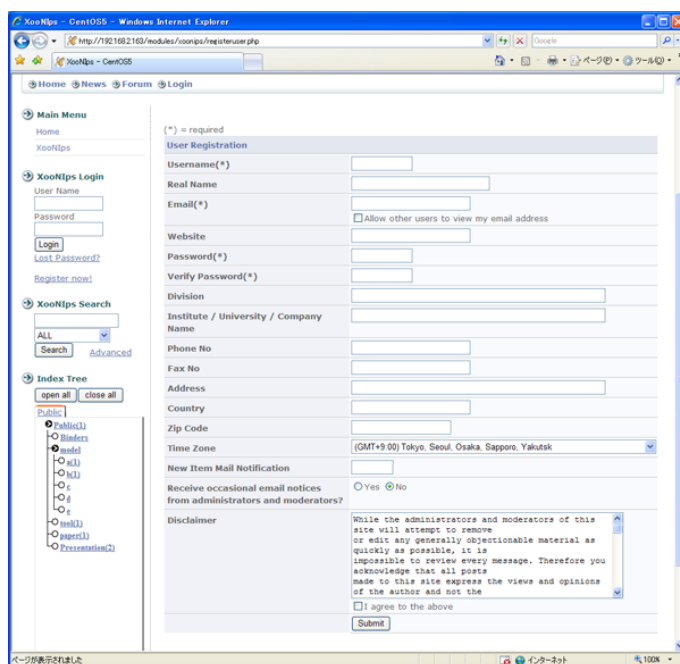 XooNIps - CentOS5 - Windows Internet Explorer
http://192.168.2.163/modules/xoonips/registeruser.php
Google
XooNIps - CentOS5
ページ(P)
ツール(O)
Home News Forum Login
Main Menu
Home
XooNIps
XooNIps Login
User Name
Password
Login
Lost Password?
Register now!
XooNIps Search
ALL
Search
Advanced
Index Tree
open all
close all
Public
Public(1)
Binders
model
a(1)
b(1)
c
d
e
tool(1)
paper(1)
Presentation(2)
(*) = required
User Registration
Username(*)
Real Name
Email(*)
Allow other users to view my email address
Website
Password(*)
Verify Password(*)
Division
Institute / University / Company
Name
Phone No
Fax No
Address
Country
Zip Code
Time Zone
(GMT+9:00) Tokyo, Seoul, Osaka, Sapporo, Yakutsk
New Item Mail Notification
Receive occasional email notices
from administrators and moderators?
Yes No
Disclaimer
While the administrators and moderators of this
site will attempt to remove
or edit any generally objectionable material as
quickly as possible, it is
impossible to review every message. Therefore you
acknowledge that all posts
made to this site express the views and opinions
of the author and not the
I agree to the above
Submit
ページが表示されました
インターネット
100%